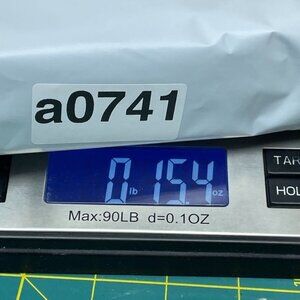 a0741
0 lb 15.4 oz
TAR
HOL
Max:90LB d=0.1OZ